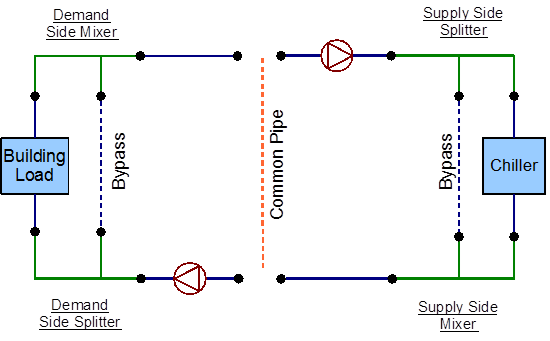 Demand
Side Mixer
Supply Side
Splitter
Building
Load
Bypass
Common Pipe
Bypass
Chiller
Demand
Side Splitter
Supply Side
Mixer